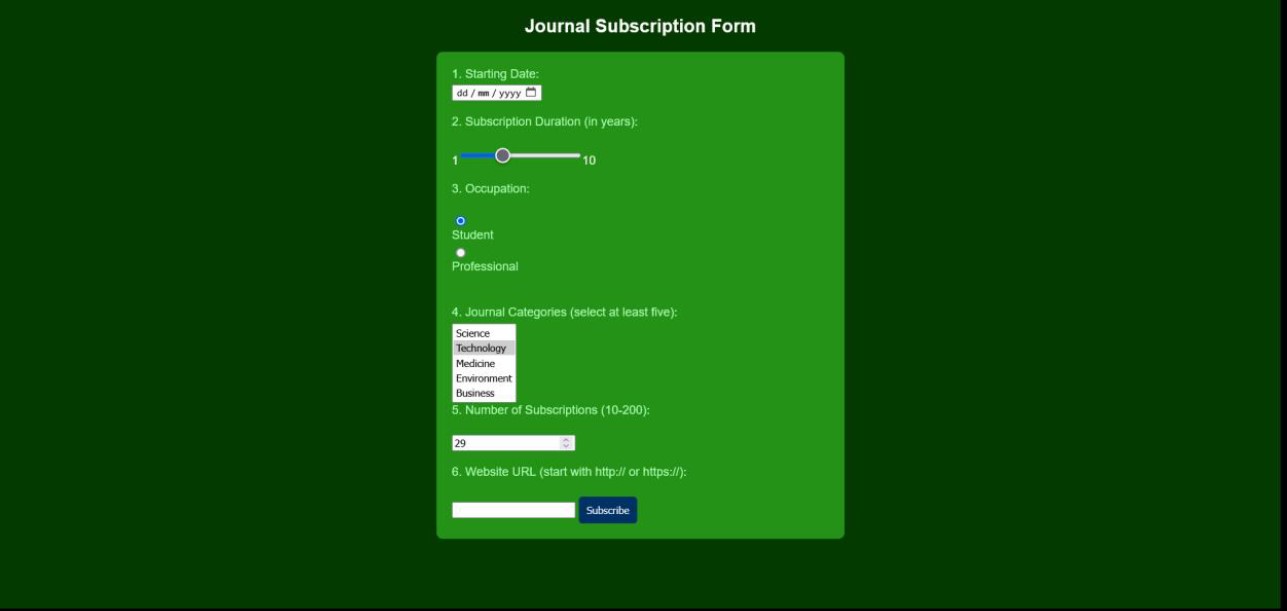 Journal Subscription Form
1. Starting Date:
dd / mm / yyyy
2. Subscription Duration (in years):
1 10
3. Occupation:
Student
Professional
4. Journal Categories (select at least five):
Science
Technology
Medicine
Environment
Business
5. Number of Subscriptions (10-200):
29
6. Website URL (start with http:// or https://):
Subscribe